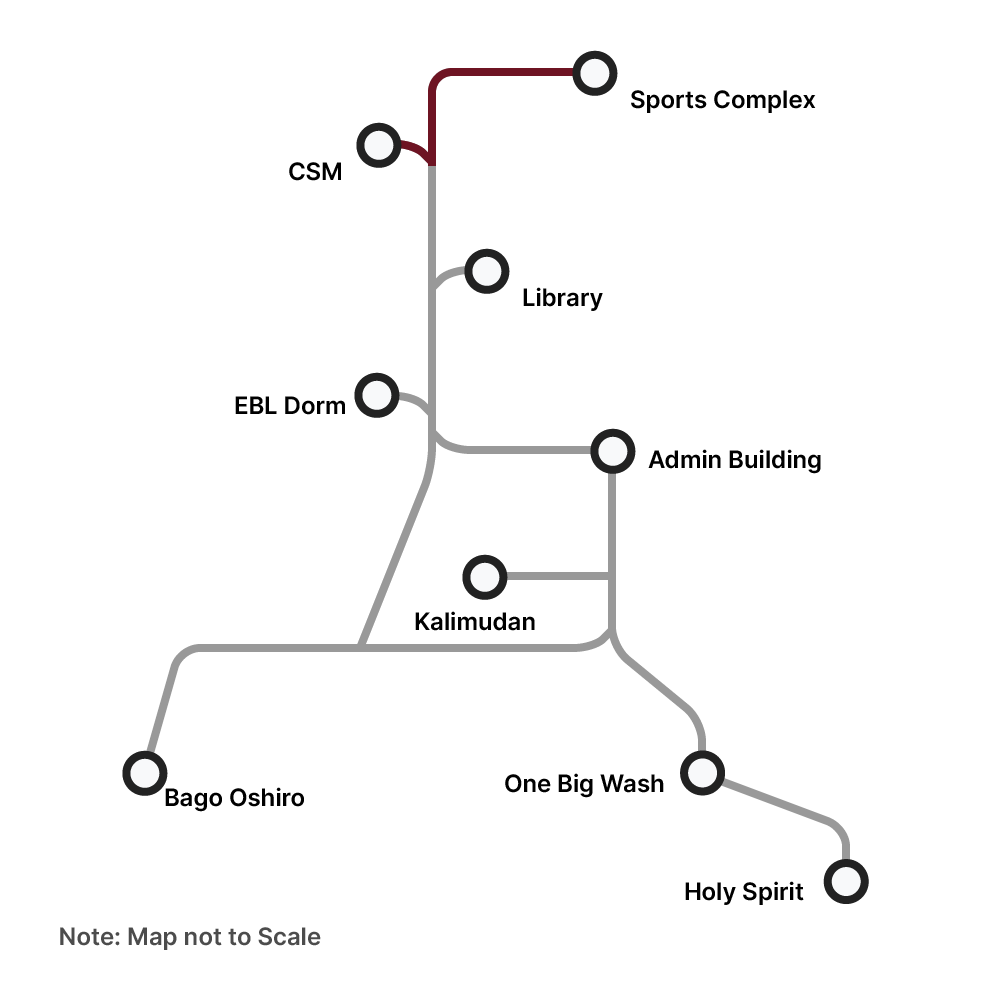 Sports Complex
CSM
Library
EBL Dorm
Admin Building
Kalimudan
One Big Wash
Bago Oshiro
Holy Spirit
Note: Map not to Scale